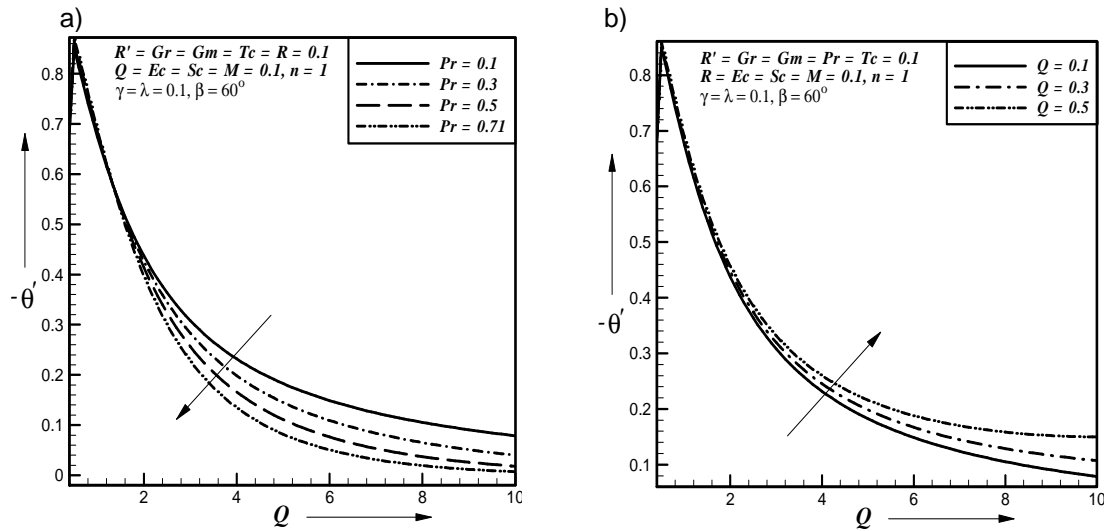 a)
R' = Gr = Gm = Tc = R = 0.1
Q = Ec = Sc = M = 0.1, n = 1
γ = λ = 0.1, β = 60°
Pr = 0.1
Pr = 0.3
Pr = 0.5
Pr = 0.71
0.8
0.7
0.6
0.5
0.4
0.3
0.2
0.1
0
-θ'
2
4
6
8
10
Q
b)
R' = Gr = Gm = Pr = Tc = 0.1
R = Ec = Sc = M = 0.1, n = 1
γ = λ = 0.1, β = 60°
Q = 0.1
Q = 0.3
Q = 0.5
0.8
0.7
0.6
0.5
0.4
0.3
0.2
0.1
-θ'
2
4
6
8
10
Q